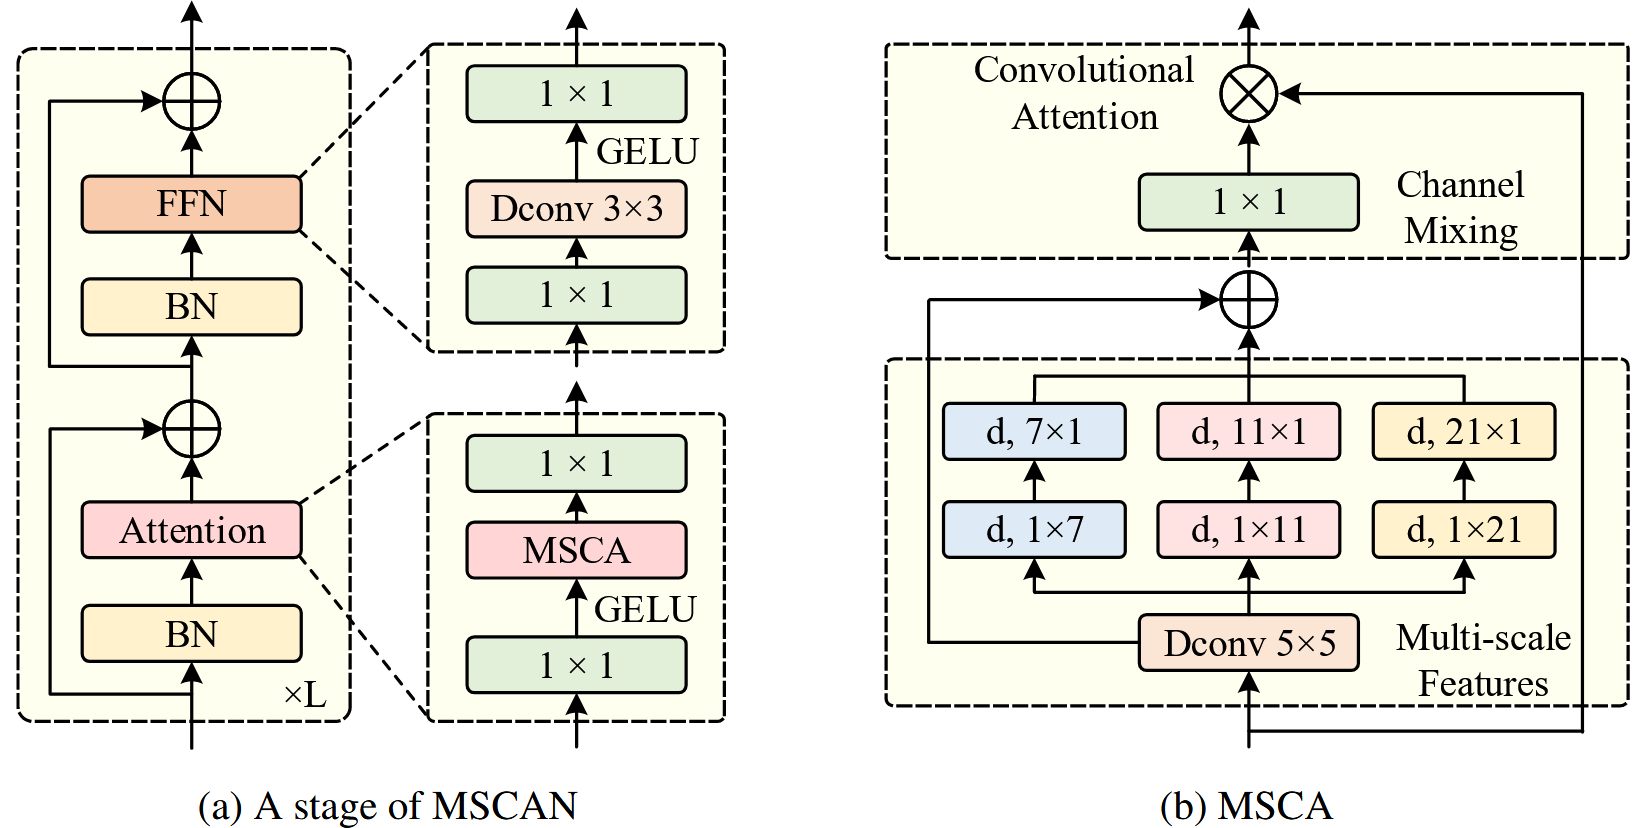 FFN
BN
Attention
BN
×L
1 × 1
GELU
Dconv 3×3
1 × 1
1 × 1
MSCA
GELU
1 × 1
(a) A stage of MSCAN
Convolutional
Attention
1 × 1
Channel
Mixing
d, 7×1
d, 11×1
d, 21×1
d, 1×7
d, 1×11
d, 1×21
Dconv 5×5
Multi-scale
Features
(b) MSCA